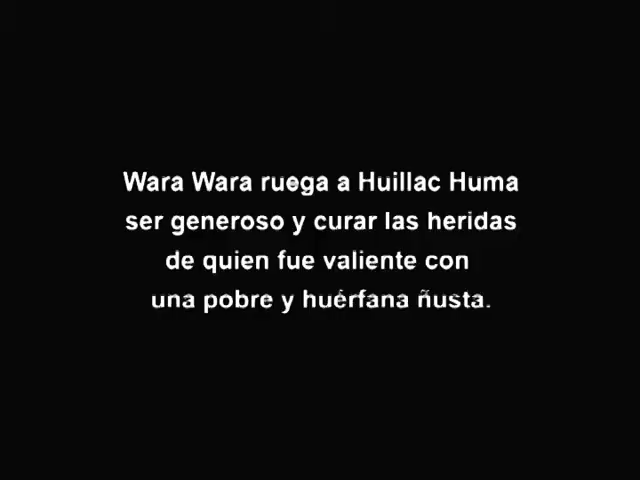 Wara Wara ruega a Huillac Huma
ser generoso y curar las heridas
de quien fue valiente con
una pobre y huérfana ñusta.